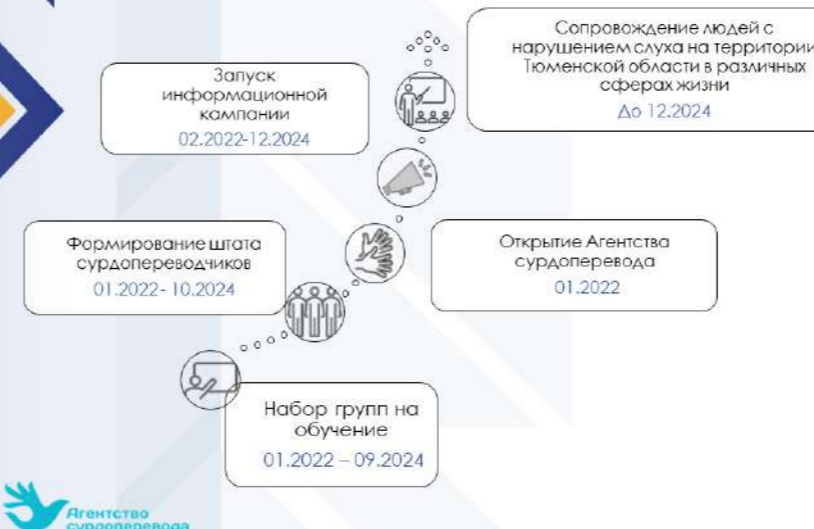 Сопровождение людей с
нарушением слуха на территории
Тюменской области в различных
сферах жизни
До 12.2024
Запуск
информационной
кампании
02.2022-12.2024
Формирование штата
сурдопереводчиков
01.2022- 10.2024
Открытие Агентства
сурдоперевода
01.2022
Набор групп на
обучение
01.2022 – 09.2024
Агентство
сурдоперевода